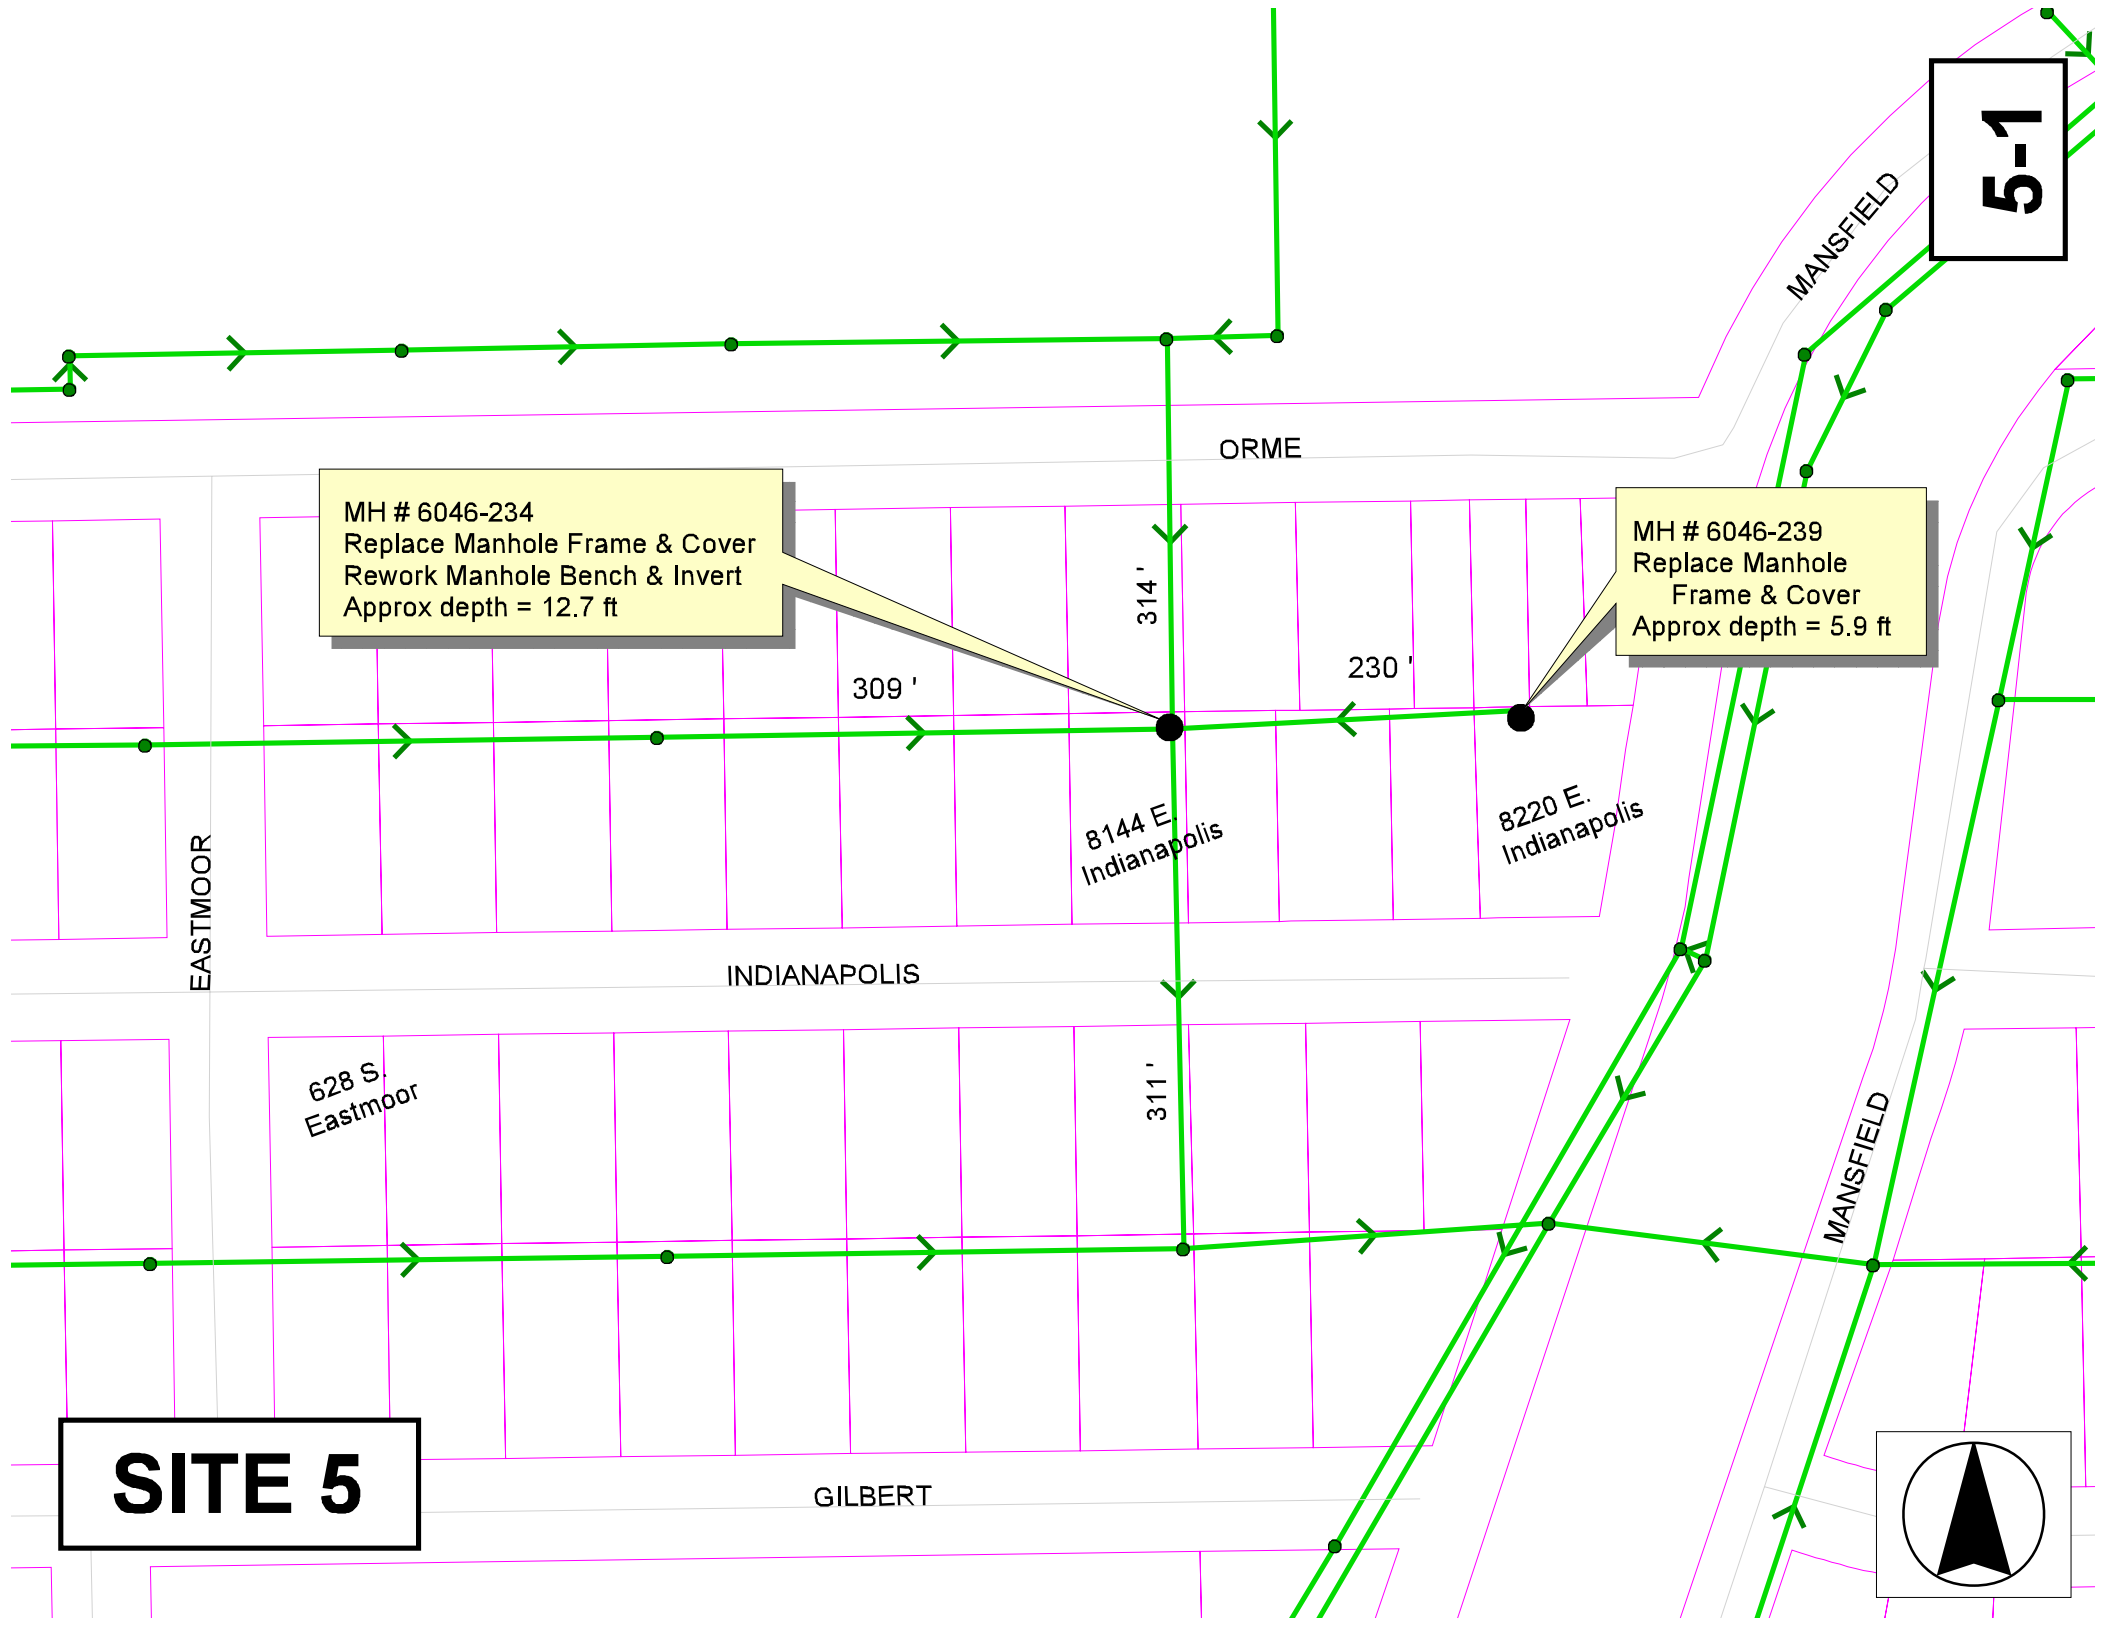 5-1
MANSFIELD
ORME
MH # 6046-234
Replace Manhole Frame & Cover
Rework Manhole Bench & Invert
Approx depth = 12.7 ft
MH # 6046-239
Replace Manhole
Frame & Cover
Approx depth = 5.9 ft
314 '
309 '
230 '
8144 E.
Indianapolis
8220 E.
Indianapolis
EASTMOOR
INDIANAPOLIS
628 S.
Eastmoor
311 '
MANSFIELD
SITE 5
GILBERT